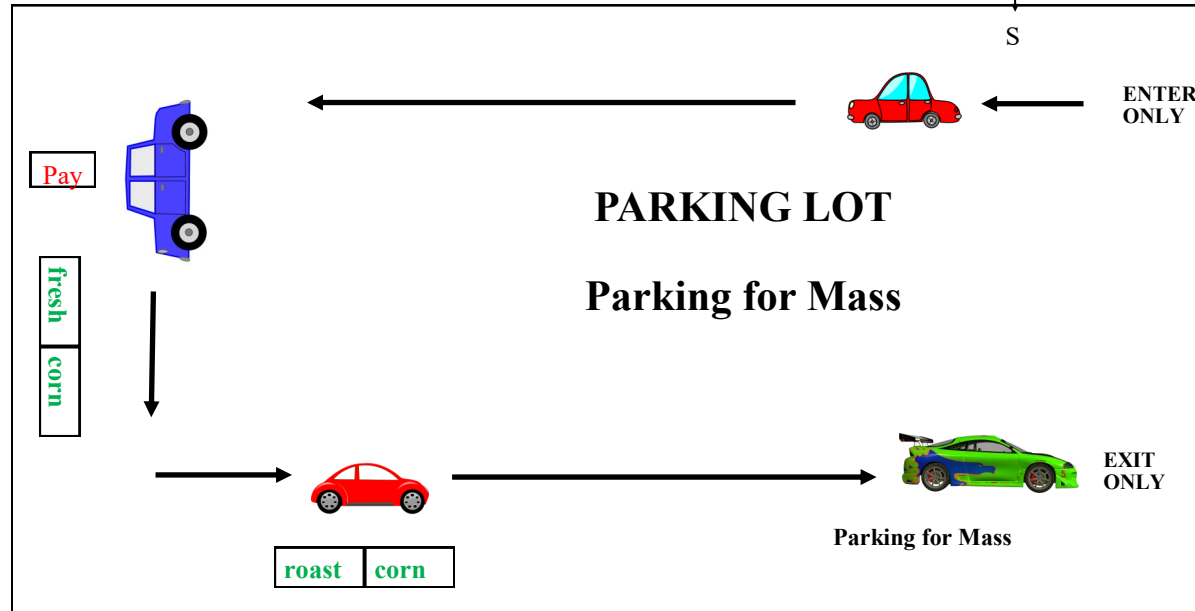 S
ENTER
ONLY
Pay
PARKING LOT
Parking for Mass
fresh
corn
EXIT
ONLY
Parking for Mass
roast corn